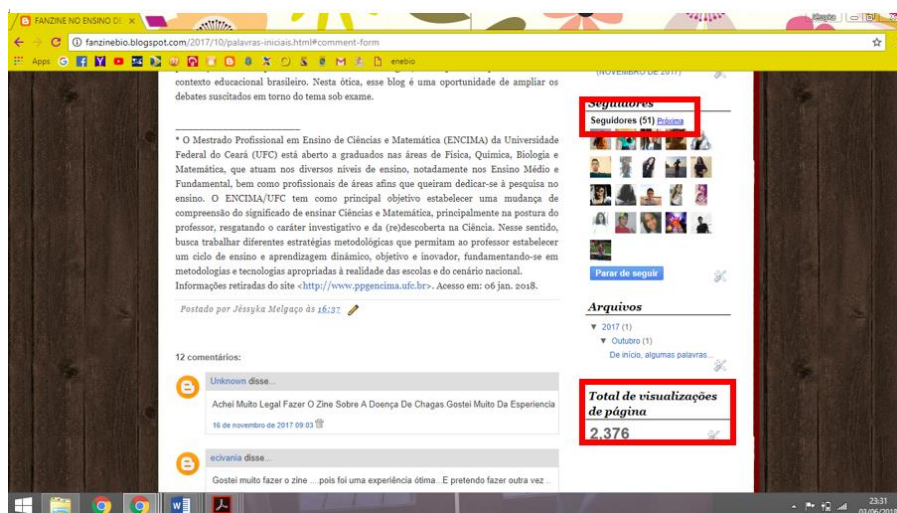 FANZINE NO ENSINO DE
fanzinebio.blogspot.com/2017/10/palavras-iniciais.html#comment-form
Apps
enebio
contexto educacional brasileiro. Nesta ótica, esse blog é uma oportunidade de ampliar os
debates suscitados em torno do tema sob exame.
* O Mestrado Profissional em Ensino de Ciências e Matemática (ENCIMA) da Universidade
Federal do Ceará (UFC) está aberto a graduados nas áreas de Física, Química, Biologia e
Matemática, que atuam nos diversos níveis de ensino, notadamente nos Ensino Médio e
Fundamental, bem como profissionais de áreas afins que queiram dedicar-se à pesquisa no
ensino. O ENCIMA/UFC tem como principal objetivo estabelecer uma mudança de
compreensão do significado de ensinar Ciências e Matemática, principalmente na postura do
professor, resgatando o caráter investigativo e da (re)descoberta na Ciência. Nesse sentido,
busca trabalhar diferentes estratégias metodológicas que permitam ao professor estabelecer
um ciclo de ensino e aprendizagem dinâmico, objetivo e inovador, fundamentando-se em
metodologias e tecnologias apropriadas à realidade das escolas e do cenário nacional.
Informações retiradas do site <http://www.ppgencima.ufc.br>. Acesso em: 06 jan. 2018.
Postado por Jéssyka Melgaço às 16:37
12 comentários:
Unknown disse...
Achei Muito Legal Fazer O Zine Sobre A Doença De Chagas.Gostei Muito Da Esperiencia
16 de novembro de 2017 09:03
ecivania disse...
Gostei muito fazer o zine ....pois foi uma experiência ótima...E pretendo fazer outra vez...
(NOVEMBRO DE 2017)
Seguidores
Seguidores (51) Próxima
Parar de seguir
Arquivos
▼ 2017 (1)
▼ Outubro (1)
De início, algumas palavras...
Total de visualizações
de página
2,376
23:31
03/06/2018